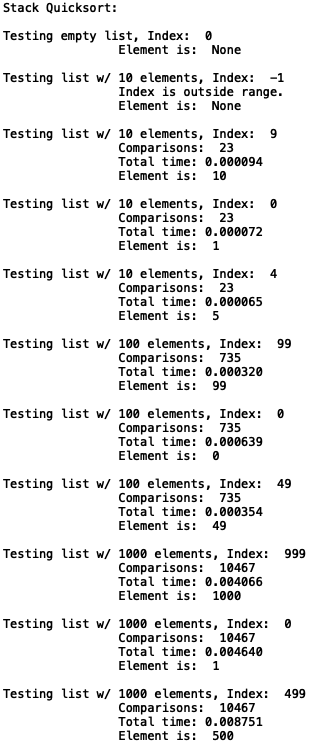 Stack Quicksort:
Testing empty list, Index:  0
Element is:  None
Testing list w/ 10 elements, Index:  -1
Index is outside range.
Element is:  None
Testing list w/ 10 elements, Index:  9
Comparisons:  23
Total time: 0.000094
Element is:  10
Testing list w/ 10 elements, Index:  0
Comparisons:  23
Total time: 0.000072
Element is:  1
Testing list w/ 10 elements, Index:  4
Comparisons:  23
Total time: 0.000065
Element is:  5
Testing list w/ 100 elements, Index:  99
Comparisons:  735
Total time: 0.000320
Element is:  99
Testing list w/ 100 elements, Index:  0
Comparisons:  735
Total time: 0.000639
Element is:  0
Testing list w/ 100 elements, Index:  49
Comparisons:  735
Total time: 0.000354
Element is:  49
Testing list w/ 1000 elements, Index:  999
Comparisons:  10467
Total time: 0.004066
Element is:  1000
Testing list w/ 1000 elements, Index:  0
Comparisons:  10467
Total time: 0.004640
Element is:  1
Testing list w/ 1000 elements, Index:  499
Comparisons:  10467
Total time: 0.008751
Element is:  500